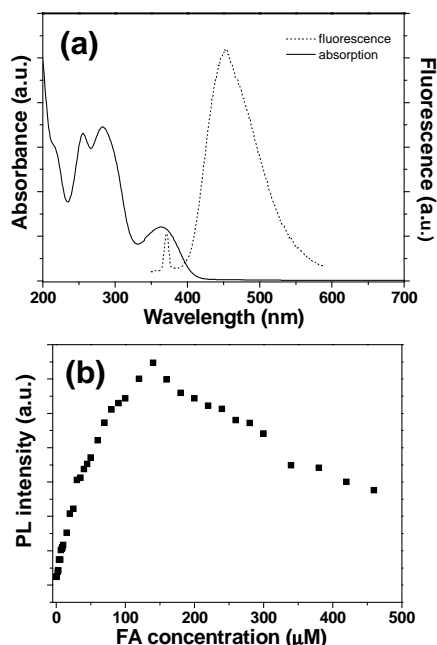 (a)
fluorescence
absorption
Absorbance (a.u.)
Fluorescence (a.u.)
200 300 400 500 600 700
Wavelength (nm)
(b)
PL intensity (a.u.)
0 100 200 300 400 500
FA concentration (μM)